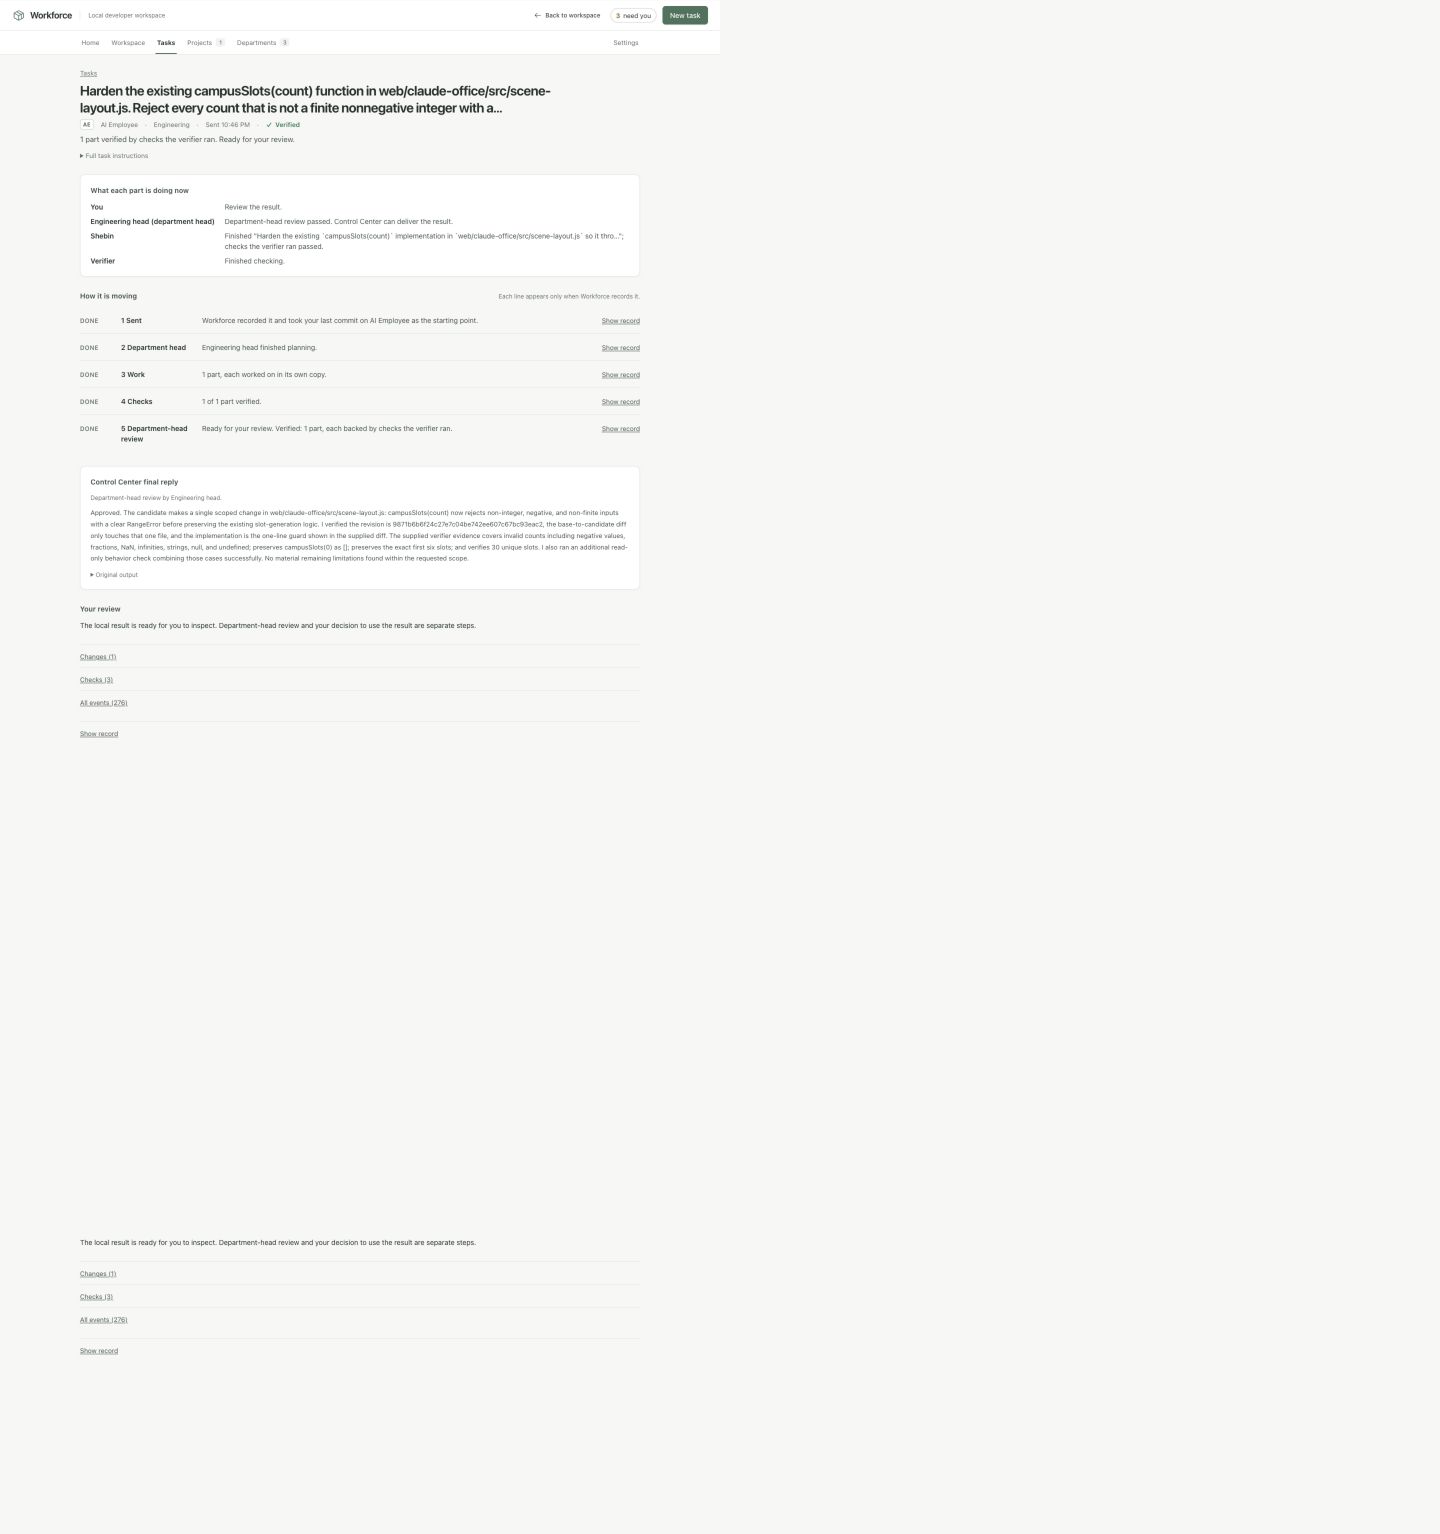 Workforce
Local developer workspace
Back to workspace
3 need you
New task
Home
Workspace
Tasks
Projects 1
Departments 3
Settings
Tasks
Harden the existing campusSlots(count) function in web/claude-office/src/scene-
layout.js. Reject every count that is not a finite nonnegative integer with a...
AE AI Employee · Engineering · Sent 10:46 PM · ✓ Verified
1 part verified by checks the verifier ran. Ready for your review.
Full task instructions
What each part is doing now
You Review the result.
Engineering head (department head) Department-head review passed. Control Center can deliver the result.
Shebin Finished "Harden the existing `campusSlots(count)` implementation in `web/claude-office/src/scene-layout.js` so it thro...";
checks the verifier ran passed.
Verifier Finished checking.
How it is moving
Each line appears only when Workforce records it.
DONE 1 Sent Workforce recorded it and took your last commit on AI Employee as the starting point. Show record
DONE 2 Department head Engineering head finished planning. Show record
DONE 3 Work 1 part, each worked on in its own copy. Show record
DONE 4 Checks 1 of 1 part verified. Show record
DONE 5 Department-head Ready for your review. Verified: 1 part, each backed by checks the verifier ran. Show record
review
Control Center final reply
Department-head review by Engineering head.
Approved. The candidate makes a single scoped change in web/claude-office/src/scene-layout.js: campusSlots(count) now rejects non-integer, negative, and non-finite inputs
with a clear RangeError before preserving the existing slot-generation logic. I verified the revision is 9871b6b6f24c27e7c04be742ee607c67bc93eac2, the base-to-candidate diff
only touches that one file, and the implementation is the one-line guard shown in the supplied diff. The supplied verifier evidence covers invalid counts including negative values,
fractions, NaN, infinities, strings, null, and undefined; preserves campusSlots(0) as []; preserves the exact first six slots; and verifies 30 unique slots. I also ran an additional read-
only behavior check combining those cases successfully. No material remaining limitations found within the requested scope.
Original output
Your review
The local result is ready for you to inspect. Department-head review and your decision to use the result are separate steps.
Changes (1)
Checks (3)
All events (276)
Show record
The local result is ready for you to inspect. Department-head review and your decision to use the result are separate steps.
Changes (1)
Checks (3)
All events (276)
Show record